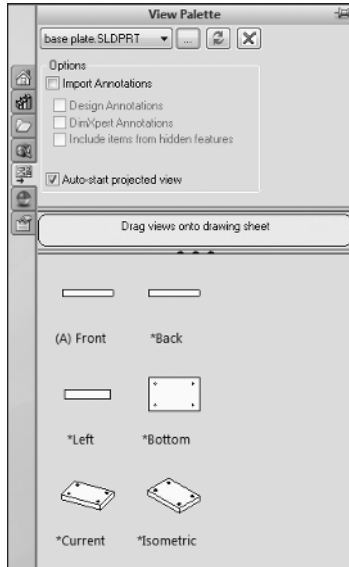 View Palette
base plate.SLDPRT
...
Options
Import Annotations
Design Annotations
DimXpert Annotations
Include items from hidden features
Auto-start projected view
Drag views onto drawing sheet
(A) Front *Back
*Left *Bottom
*Current *Isometric